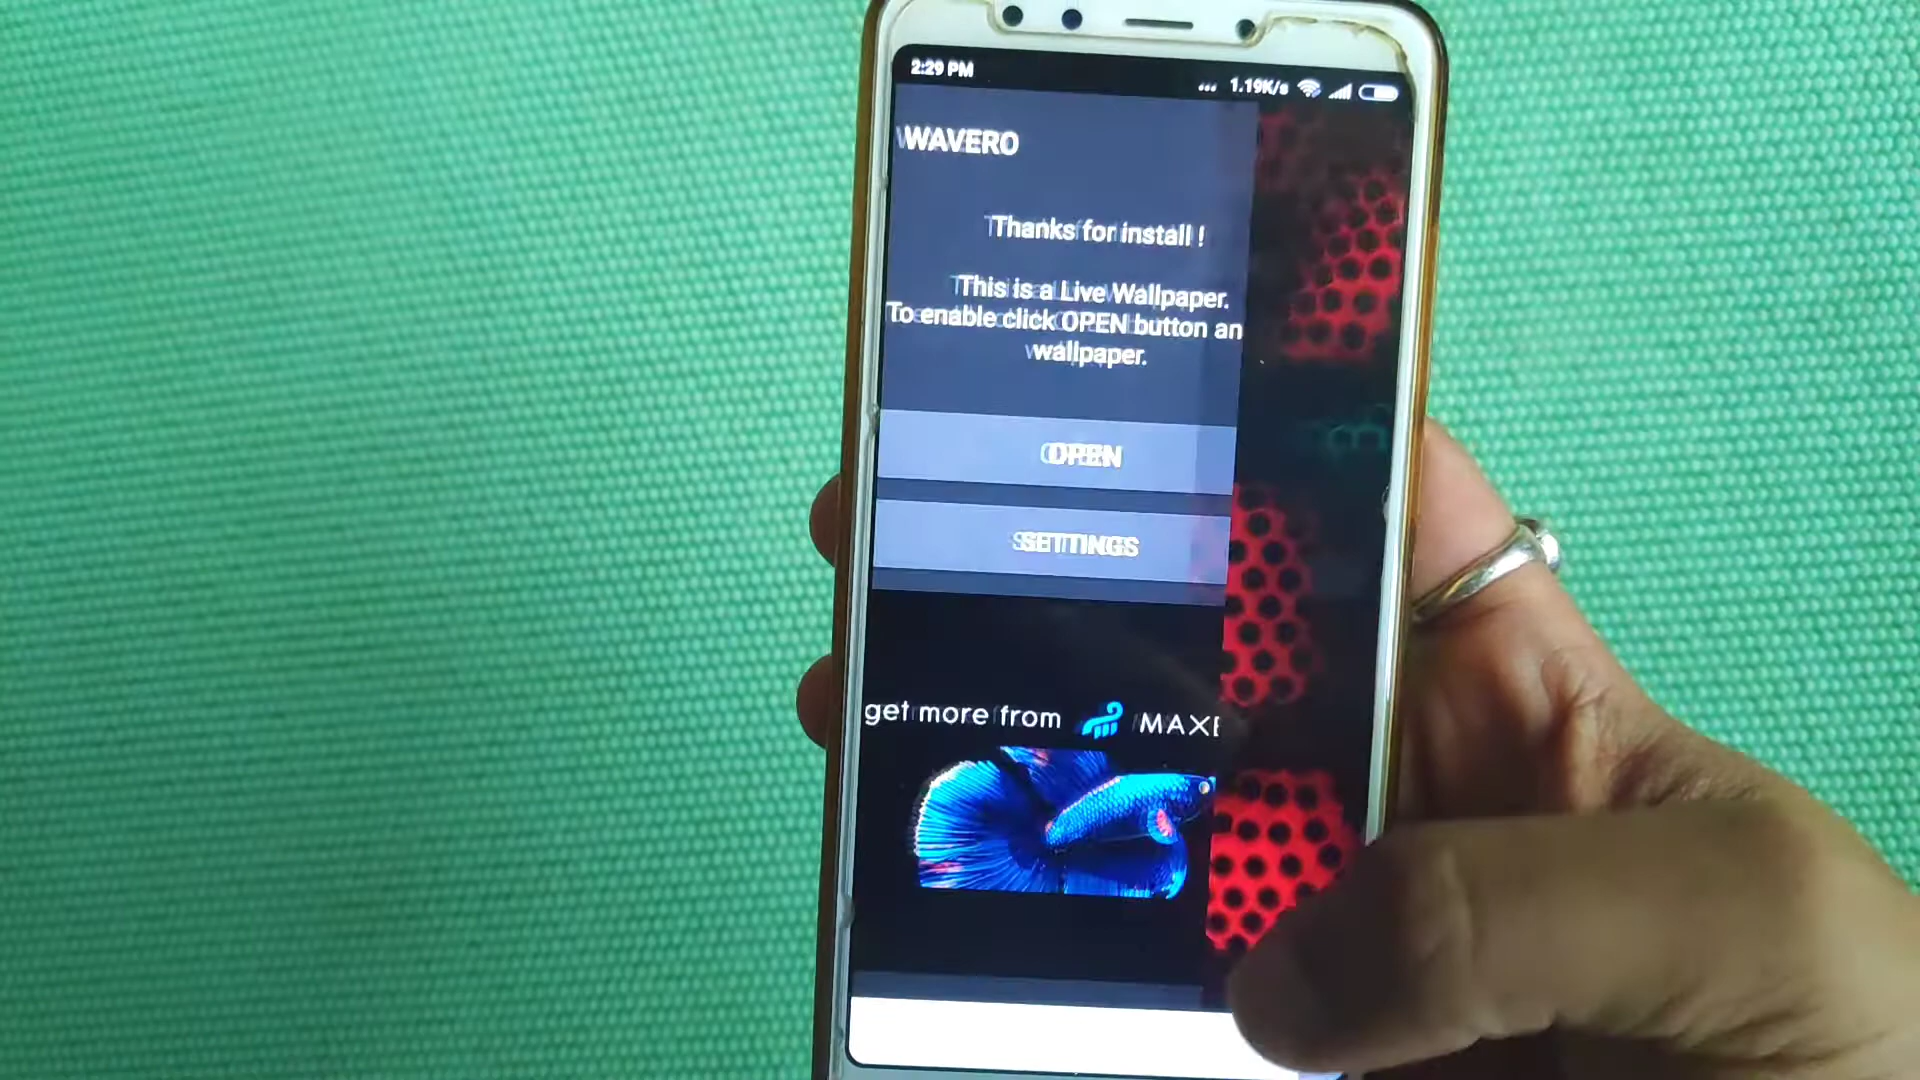 2:29 PM
... 1.19K/s
WAVERO
Thanks for install !
This is a Live Wallpaper.
To enable click OPEN button an
wallpaper.
OPEN
SETTINGS
get more from MAXE